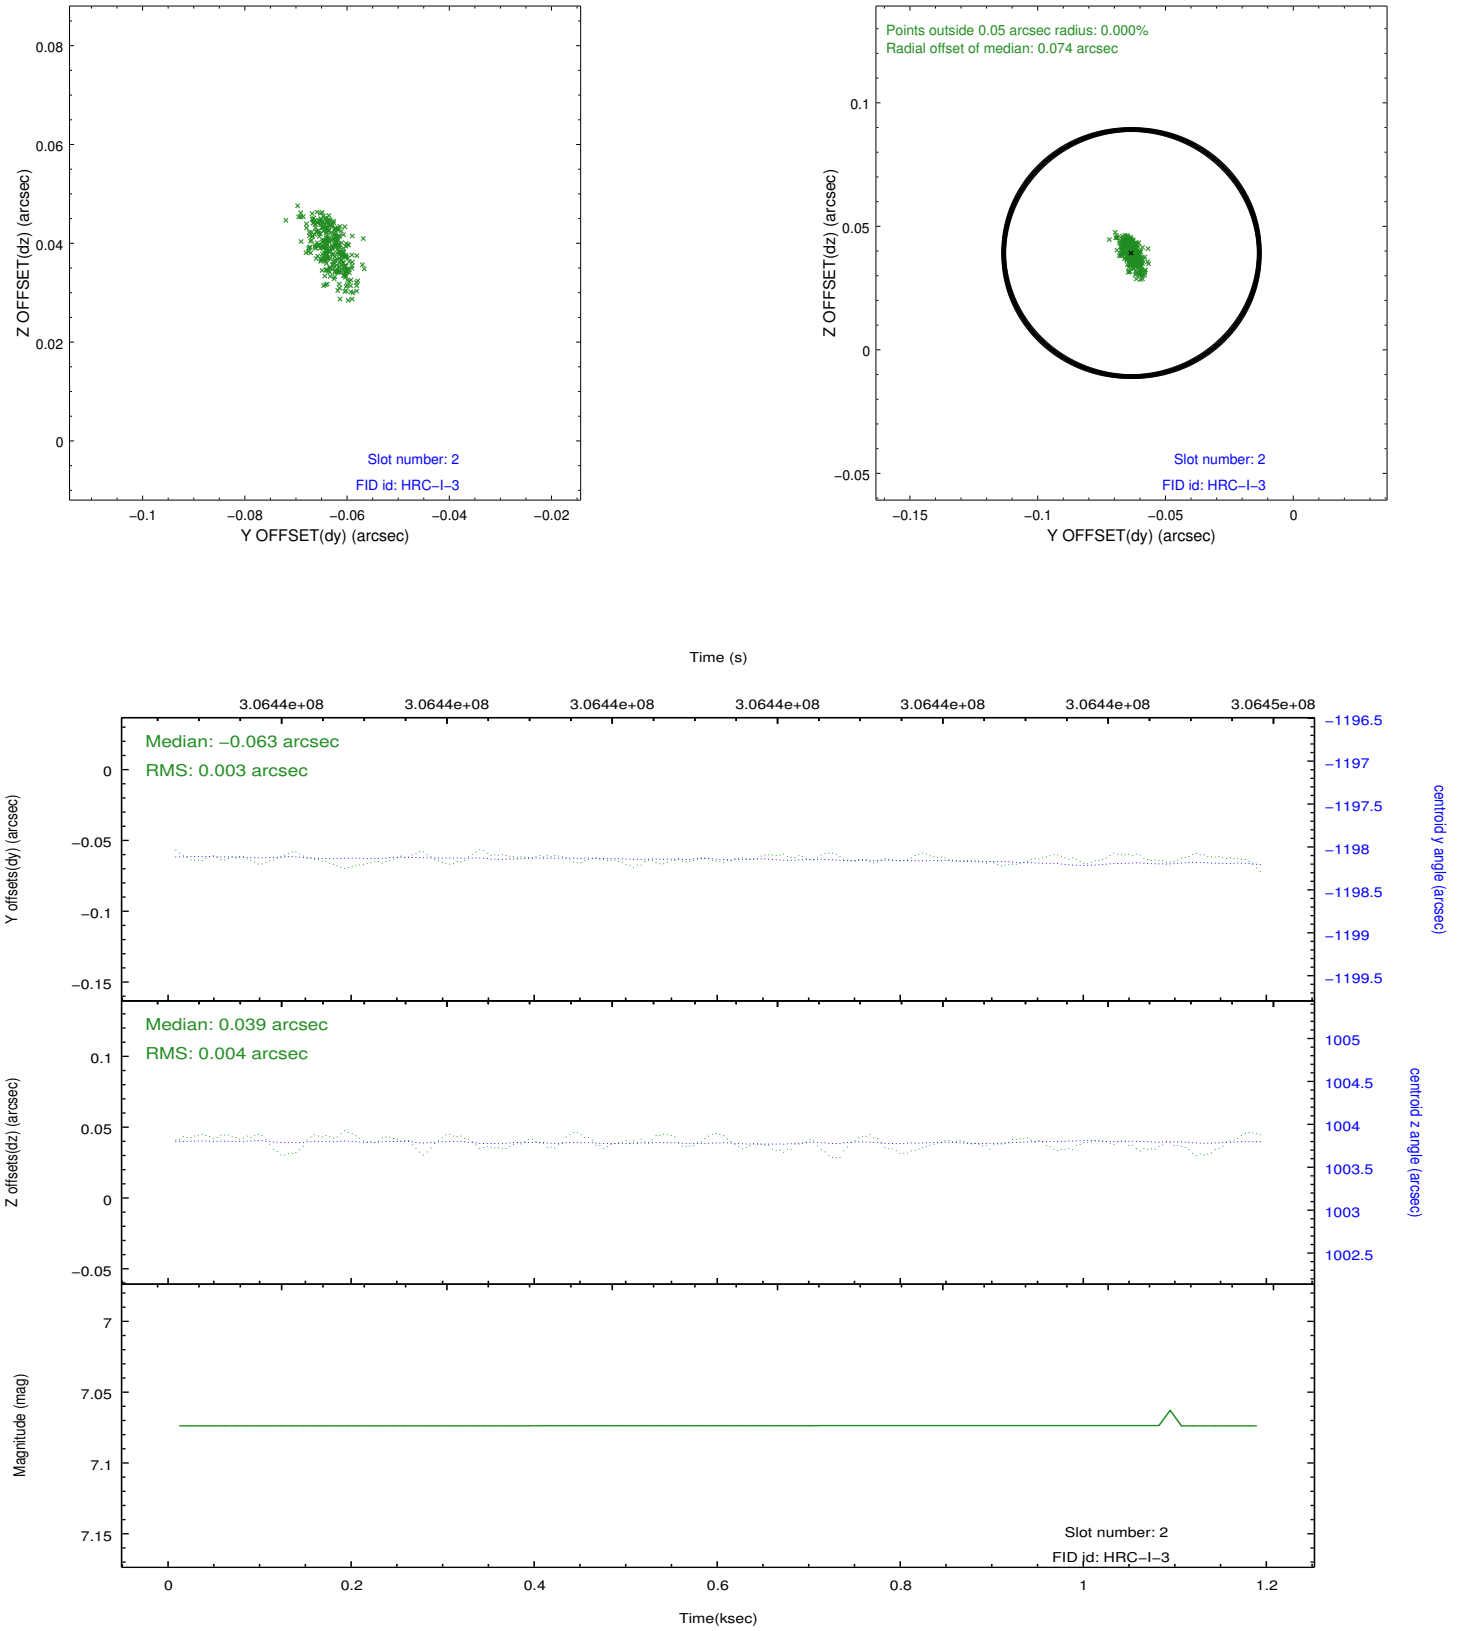 0.08
0.06
0.04
0.02
0
Z OFFSET(dz) (arcsec)
Slot number: 2
FID id: HRC−I−3
−0.1
−0.08
−0.06
−0.04
−0.02
Y OFFSET(dy) (arcsec)
Points outside 0.05 arcsec radius: 0.000%
Radial offset of median: 0.074 arcsec
0.1
0.05
0
−0.05
Z OFFSET(dz) (arcsec)
Slot number: 2
FID id: HRC−I−3
−0.15
−0.1
−0.05
0
Y OFFSET(dy) (arcsec)
Time (s)
3.0644e+08
3.0644e+08
3.0644e+08
3.0644e+08
3.0644e+08
3.0644e+08
3.0645e+08
Median: −0.063 arcsec
RMS: 0.003 arcsec
0
−0.05
−0.1
−0.15
Y offsets(dy) (arcsec)
−1196.5
−1197
−1197.5
−1198
−1198.5
−1199
−1199.5
centroid y angle (arcsec)
Median: 0.039 arcsec
RMS: 0.004 arcsec
0.1
0.05
0
−0.05
Z offsets(dz) (arcsec)
1005
1004.5
1004
1003.5
1003
1002.5
centroid z angle (arcsec)
7
7.05
7.1
7.15
Magnitude (mag)
Slot number: 2
FID id: HRC−I−3
0
0.2
0.4
0.6
0.8
1
1.2
Time(ksec)